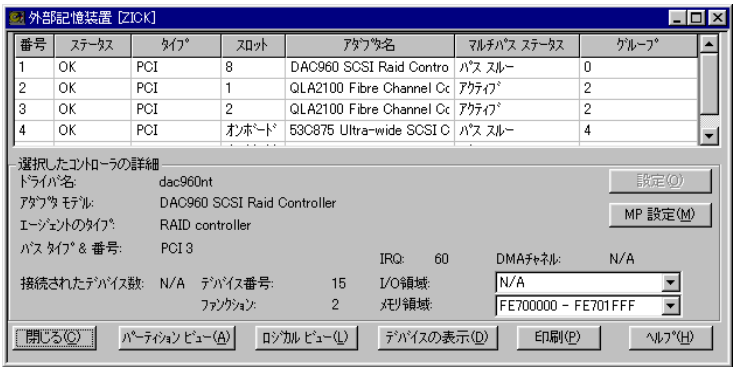 外部記憶装置 [ZICK]
番号 ステータス タイプ スロット アダプタ名 マルチパス ステータス グループ
1 OK PCI 8 DAC960 SCSI Raid Contro パス スルー 0
2 OK PCI 1 QLA2100 Fibre Channel Cc アクティブ 2
3 OK PCI 2 QLA2100 Fibre Channel Cc アクティブ 2
4 OK PCI オンボード 53C875 Ultra-wide SCSI C パス スルー 4
選択したコントローラの詳細
ドライバ名: dac960nt 設定(O)
アダプタ モデル: DAC960 SCSI Raid Controller
エージェントのタイプ: RAID controller MP 設定(M)
バス タイプ & 番号: PCI 3
IRQ: 60 DMAチャネル: N/A
接続されたデバイス数: N/A デバイス番号: 15 I/O領域: N/A
ファンクション: 2 メモリ領域: FE700000 - FE701FFF
閉じる(C) パーティション ビュー(A) ロジカル ビュー(L) デバイスの表示(D) 印刷(P) ヘルプ(H)